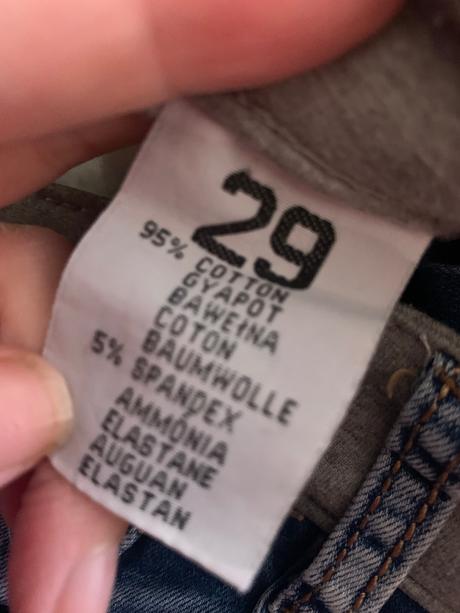 29
95% COTTON
GYAPOT
BAWEŁNA
COTON
BAUMWOLLE
5% SPANDEX
AMMÓNIA
ELASTANE
AUGUAN
ELASTAN